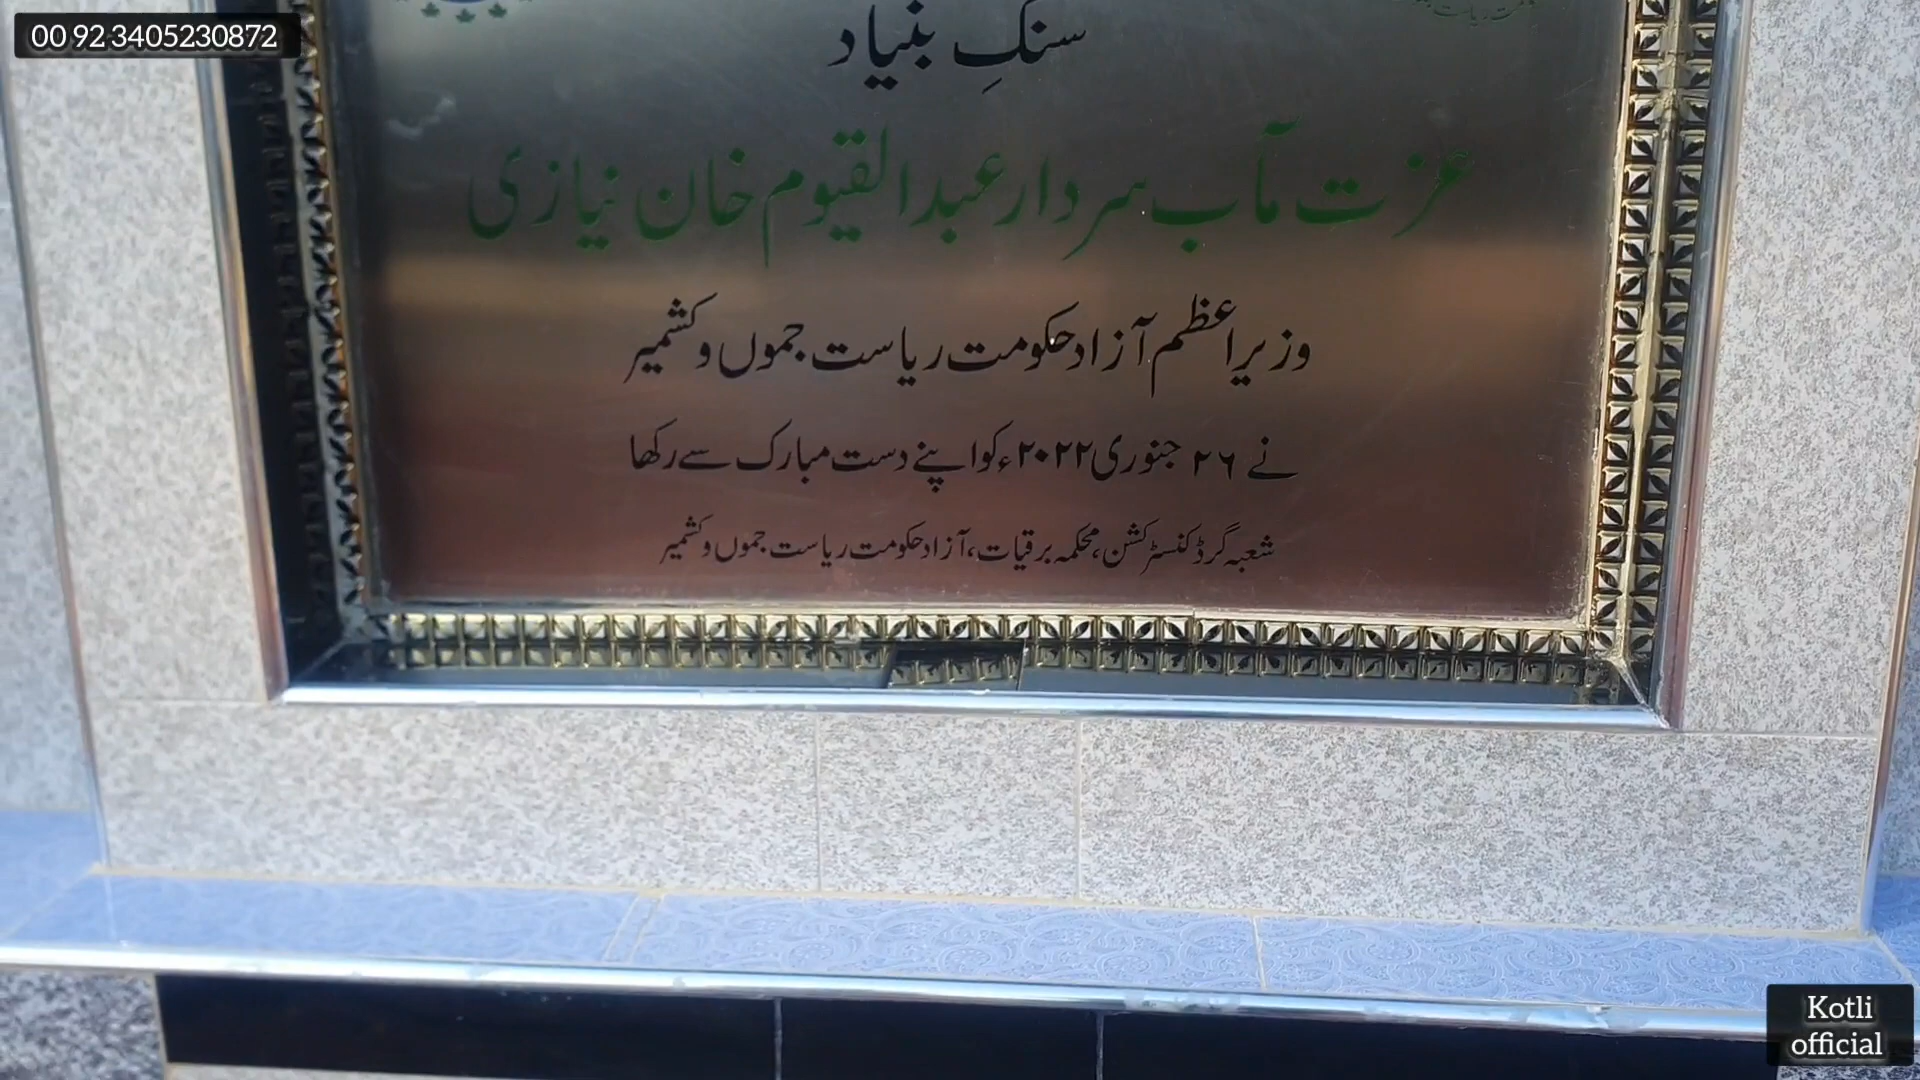 00 92 3405230872
سنگِ بنیاد
عزت مآب سردار عبدالقیوم خان نیازی
وزیراعظم آزاد حکومت ریاست جموں و کشمیر
نے ۲۶ جنوری ۲۰۲۲ء کو اپنے دست مبارک سے رکھا
شعبہ گرڈ کنسٹرکشن، محکمہ برقیات، آزاد حکومت ریاست جموں و کشمیر
Kotli
official